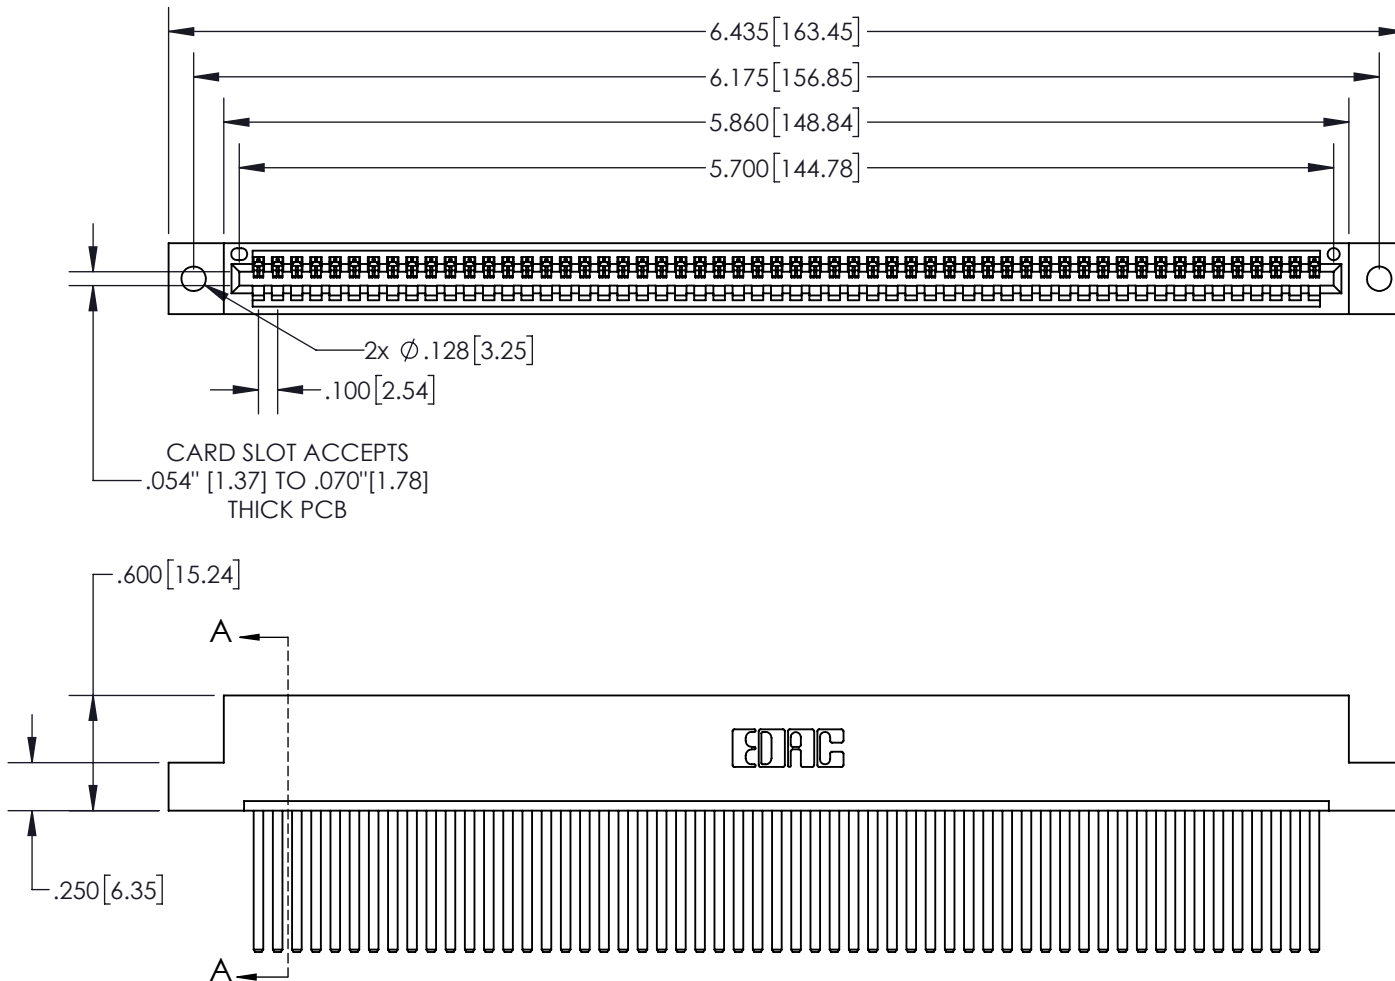 6.435[163.45]
6.175[156.85]
5.860[148.84]
5.700[144.78]
2x Ø.128[3.25]
.100[2.54]
CARD SLOT ACCEPTS
.054" [1.37] TO .070"[1.78]
THICK PCB
.600[15.24]
A
EDAC
.250[6.35]
A